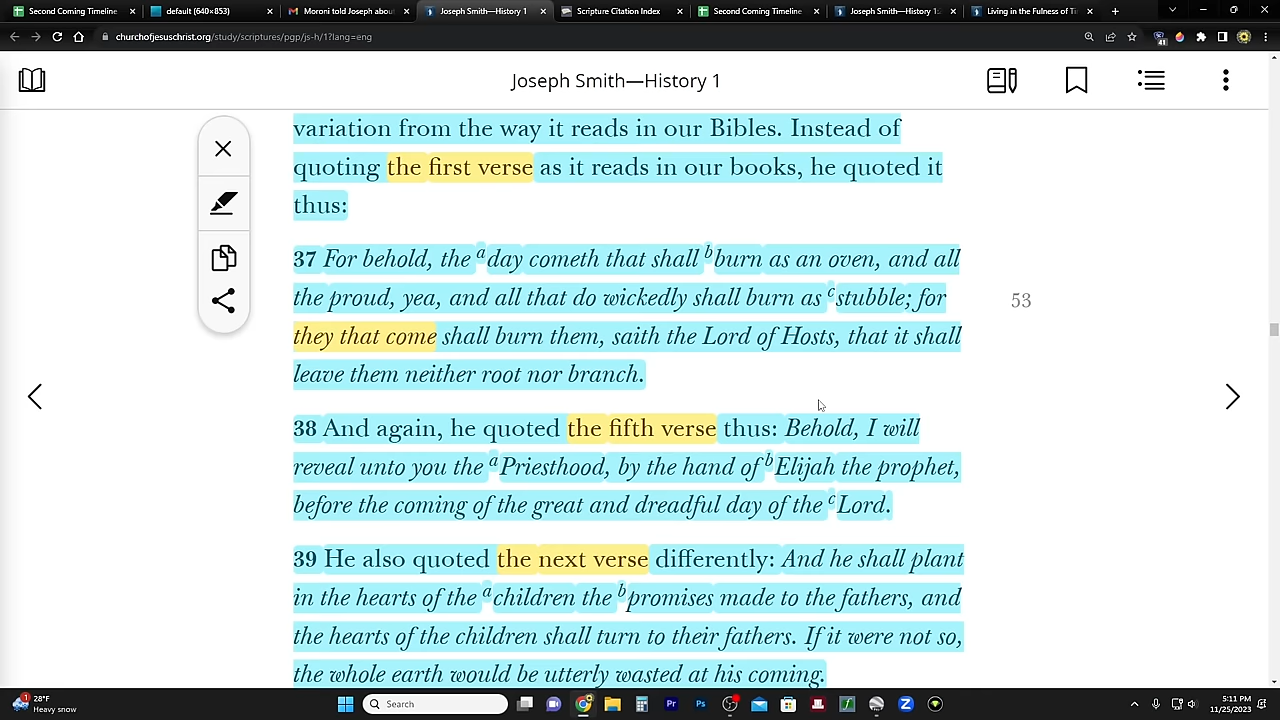 Second Coming Timeline
default (640×853)
Moroni told Joseph about
Joseph Smith—History 1
Scripture Citation Index
Second Coming Timeline
Joseph Smith—History 1:
Living in the Fulness of Ti
churchofjesuschrist.org/study/scriptures/pgp/js-h/1?lang=eng
41
Joseph Smith—History 1
variation from the way it reads in our Bibles. Instead of
quoting the first verse as it reads in our books, he quoted it
thus:
37 For behold, the a day cometh that shall b burn as an oven, and all
the proud, yea, and all that do wickedly shall burn as c stubble; for
53
they that come shall burn them, saith the Lord of Hosts, that it shall
leave them neither root nor branch.
38 And again, he quoted the fifth verse thus: Behold, I will
reveal unto you the a Priesthood, by the hand of b Elijah the prophet,
before the coming of the great and dreadful day of the c Lord.
39 He also quoted the next verse differently: And he shall plant
in the hearts of the a children the b promises made to the fathers, and
the hearts of the children shall turn to their fathers. If it were not so,
the whole earth would be utterly wasted at his coming.
1
28°F
Heavy snow
Search
Pr
Ps
5:11 PM
11/25/2023